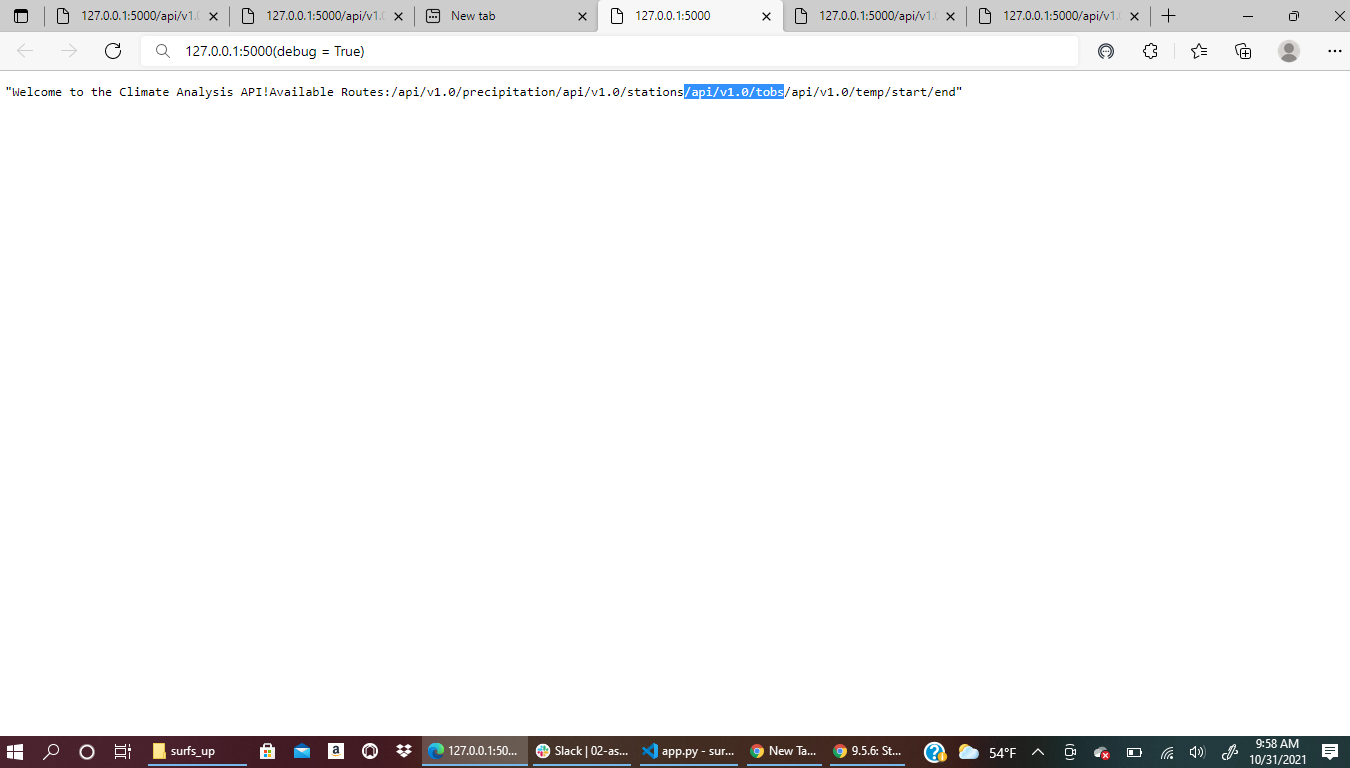 127.0.0.1:5000/api/v1.0
127.0.0.1:5000/api/v1.0
New tab
127.0.0.1:5000
127.0.0.1:5000/api/v1.0
127.0.0.1:5000/api/v1.0
127.0.0.1:5000(debug = True)
"Welcome to the Climate Analysis API!Available Routes:/api/v1.0/precipitation/api/v1.0/stations/api/v1.0/tobs/api/v1.0/temp/start/end"
surfs_up
a
127.0.0.1:50...
Slack | 02-as...
app.py - sur...
New Ta...
9.5.6: St...
54°F
9:58 AM
10/31/2021